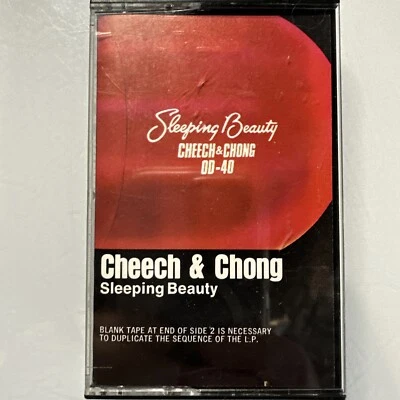 Sleeping Beauty
CHEECH & CHONG
OD-40
Cheech & Chong
Sleeping Beauty
BLANK TAPE AT END OF SIDE 2 IS NECESSARY
TO DUPLICATE THE SEQUENCE OF THE L.P.